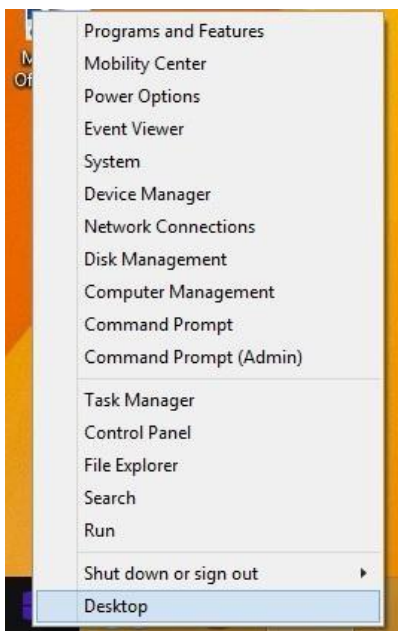 Programs and Features
Mobility Center
Power Options
Event Viewer
System
Device Manager
Network Connections
Disk Management
Computer Management
Command Prompt
Command Prompt (Admin)
Task Manager
Control Panel
File Explorer
Search
Run
Shut down or sign out
Desktop